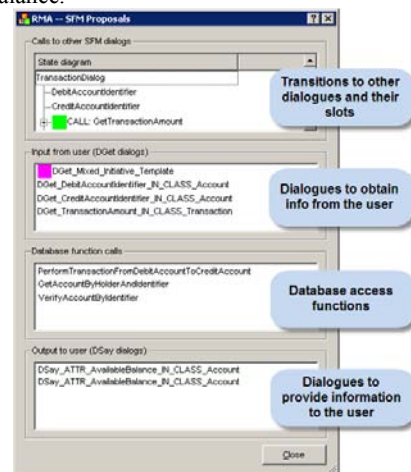 balance.
RMA -- SFM Proposals
Calls to other SFM dialogs
State diagram
TransactionDialog
DebitAccountIdentifier
CreditAccountIdentifier
CALL: GetTransactionAmount
Transitions to other
dialogues and their
slots
Input from user (DGet dialogs)
DGet_Mixed_Initiative_Template
DGet_DebitAccountIdentifier_IN_CLASS_Account
DGet_CreditAccountIdentifier_IN_CLASS_Account
DGet_TransactionAmount_IN_CLASS_Transaction
Dialogues to obtain
info from the user
Database function calls
PerformTransactionFromDebitAccountToCreditAccount
GetAccountByHolderAndIdentifier
VerifyAccountByIdentifier
Database access
functions
Output to user (DSay dialogs)
DSay_ATTR_AvailableBalance_IN_CLASS_Account
DSay_ATTR_AvailableBalance_IN_CLASS_Account
Dialogues to
provide information
to the user
Close